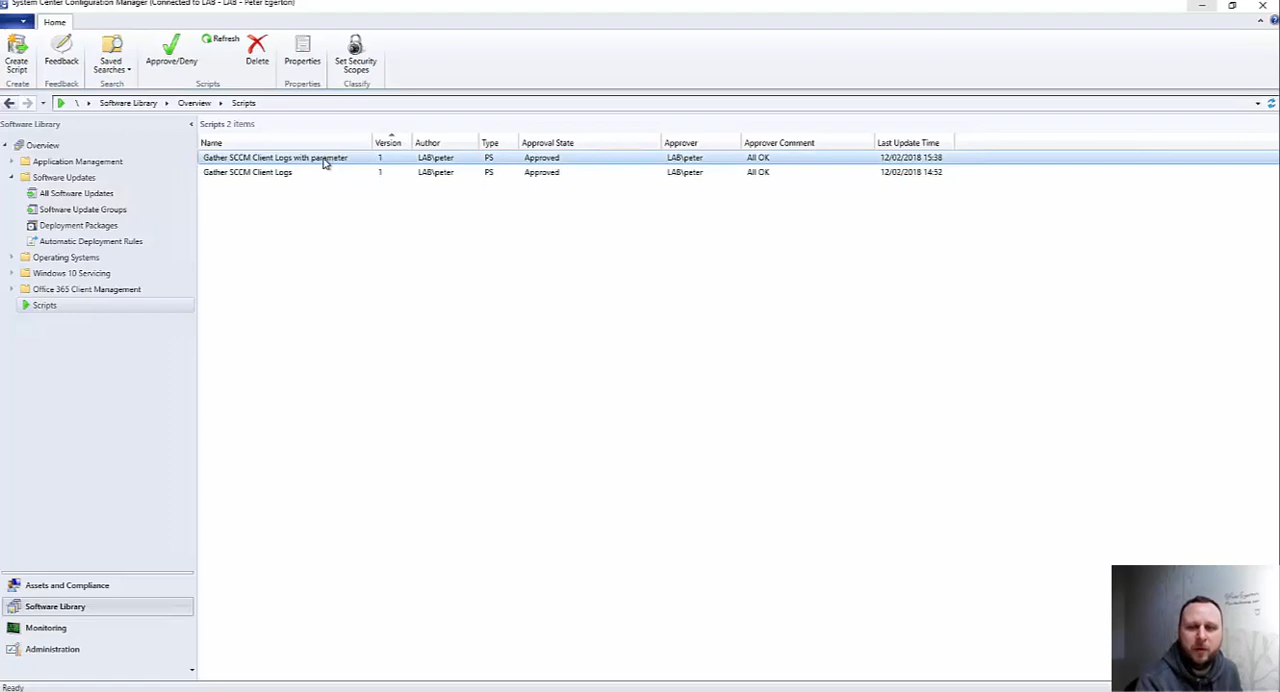 System Center Configuration Manager (Connected to LAB - LAB - Peter Egerton)
Home
Create Script
Feedback
Saved Searches
Approve/Deny
Refresh
Delete
Properties
Set Security Scopes
Create
Feedback
Search
Scripts
Properties
Classify
\ Software Library Overview Scripts
Software Library
Scripts 2 items
Name Version Author Type Approval State Approver Approver Comment Last Update Time
Gather SCCM Client Logs with parameter 1 LAB\peter PS Approved LAB\peter All OK 12/02/2018 15:38
Gather SCCM Client Logs 1 LAB\peter PS Approved LAB\peter All OK 12/02/2018 14:52
Overview
Application Management
Software Updates
All Software Updates
Software Update Groups
Deployment Packages
Automatic Deployment Rules
Operating Systems
Windows 10 Servicing
Office 365 Client Management
Scripts
Assets and Compliance
Software Library
Monitoring
Administration
Ready